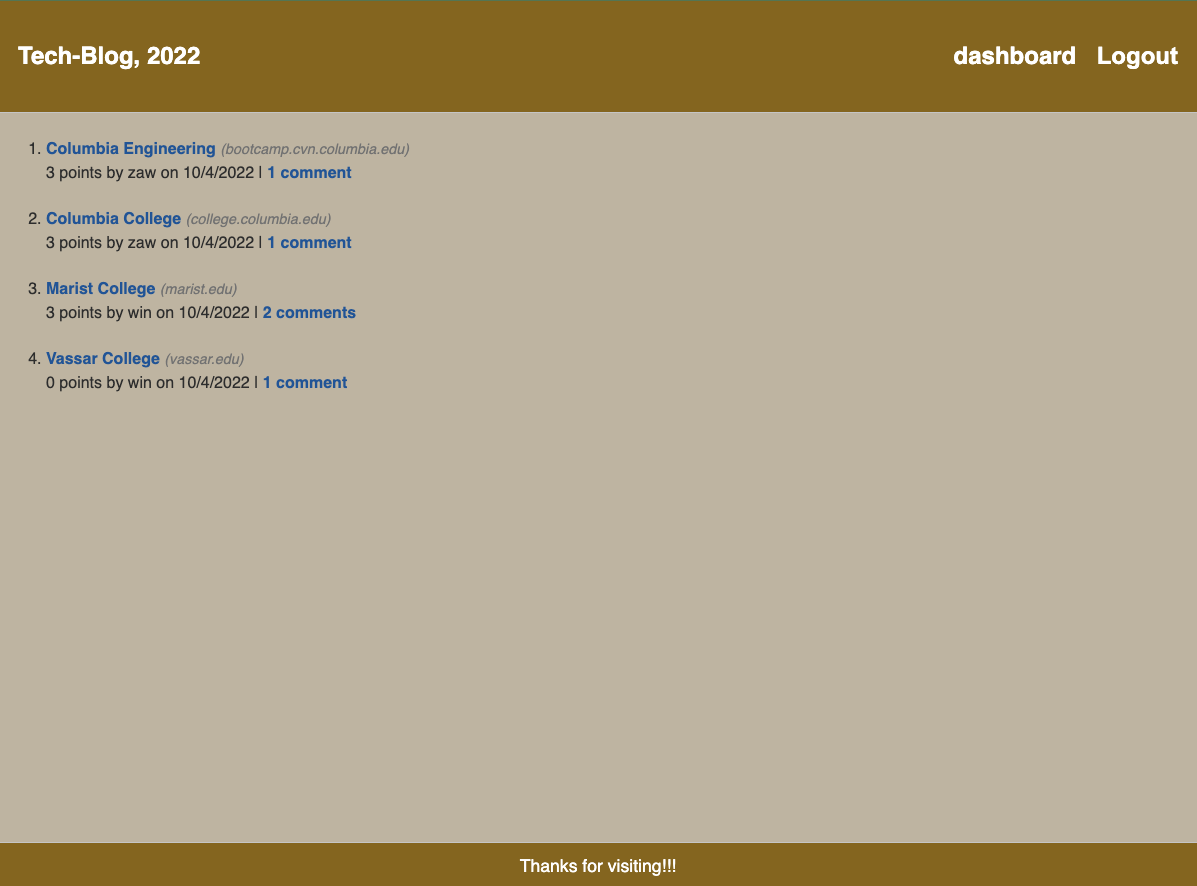 Tech-Blog, 2022
dashboard Logout
1. Columbia Engineering (bootcamp.cvn.columbia.edu)
3 points by zaw on 10/4/2022 | 1 comment
2. Columbia College (college.columbia.edu)
3 points by zaw on 10/4/2022 | 1 comment
3. Marist College (marist.edu)
3 points by win on 10/4/2022 | 2 comments
4. Vassar College (vassar.edu)
0 points by win on 10/4/2022 | 1 comment
Thanks for visiting!!!